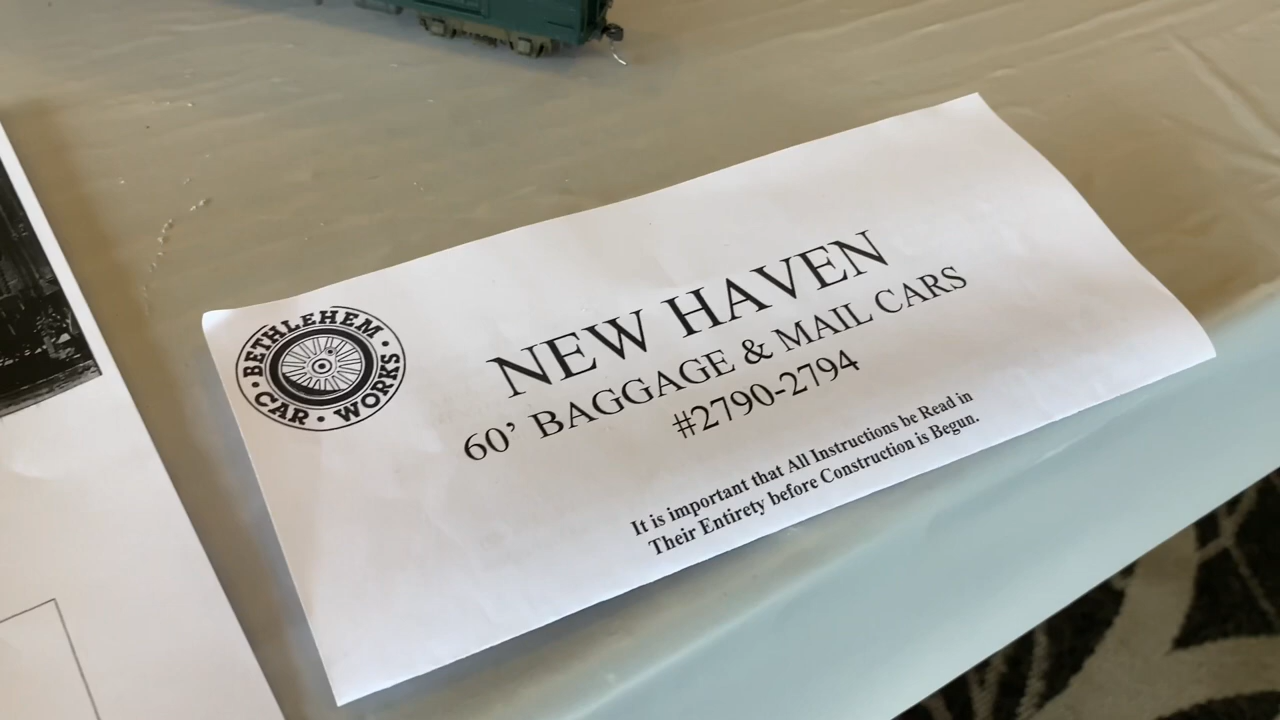 BETHLEHEM
CAR • WORKS
NEW HAVEN
60’ BAGGAGE & MAIL CARS
#2790-2794
It is important that All Instructions be Read in
Their Entirety before Construction is Begun.